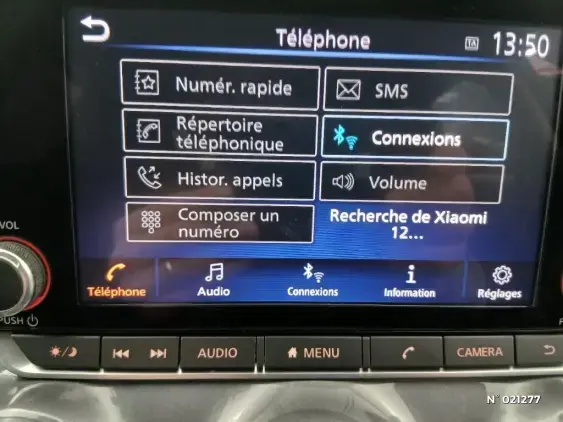 Téléphone
TA 13:50
Numér. rapide
SMS
Répertoire
téléphonique
Connexions
Histor. appels
Volume
Composer un
numéro
Recherche de Xiaomi
12...
Téléphone
Audio
Connexions
Information
Réglages
VOL
PUSH
AUDIO
MENU
CAMERA
N° 021277